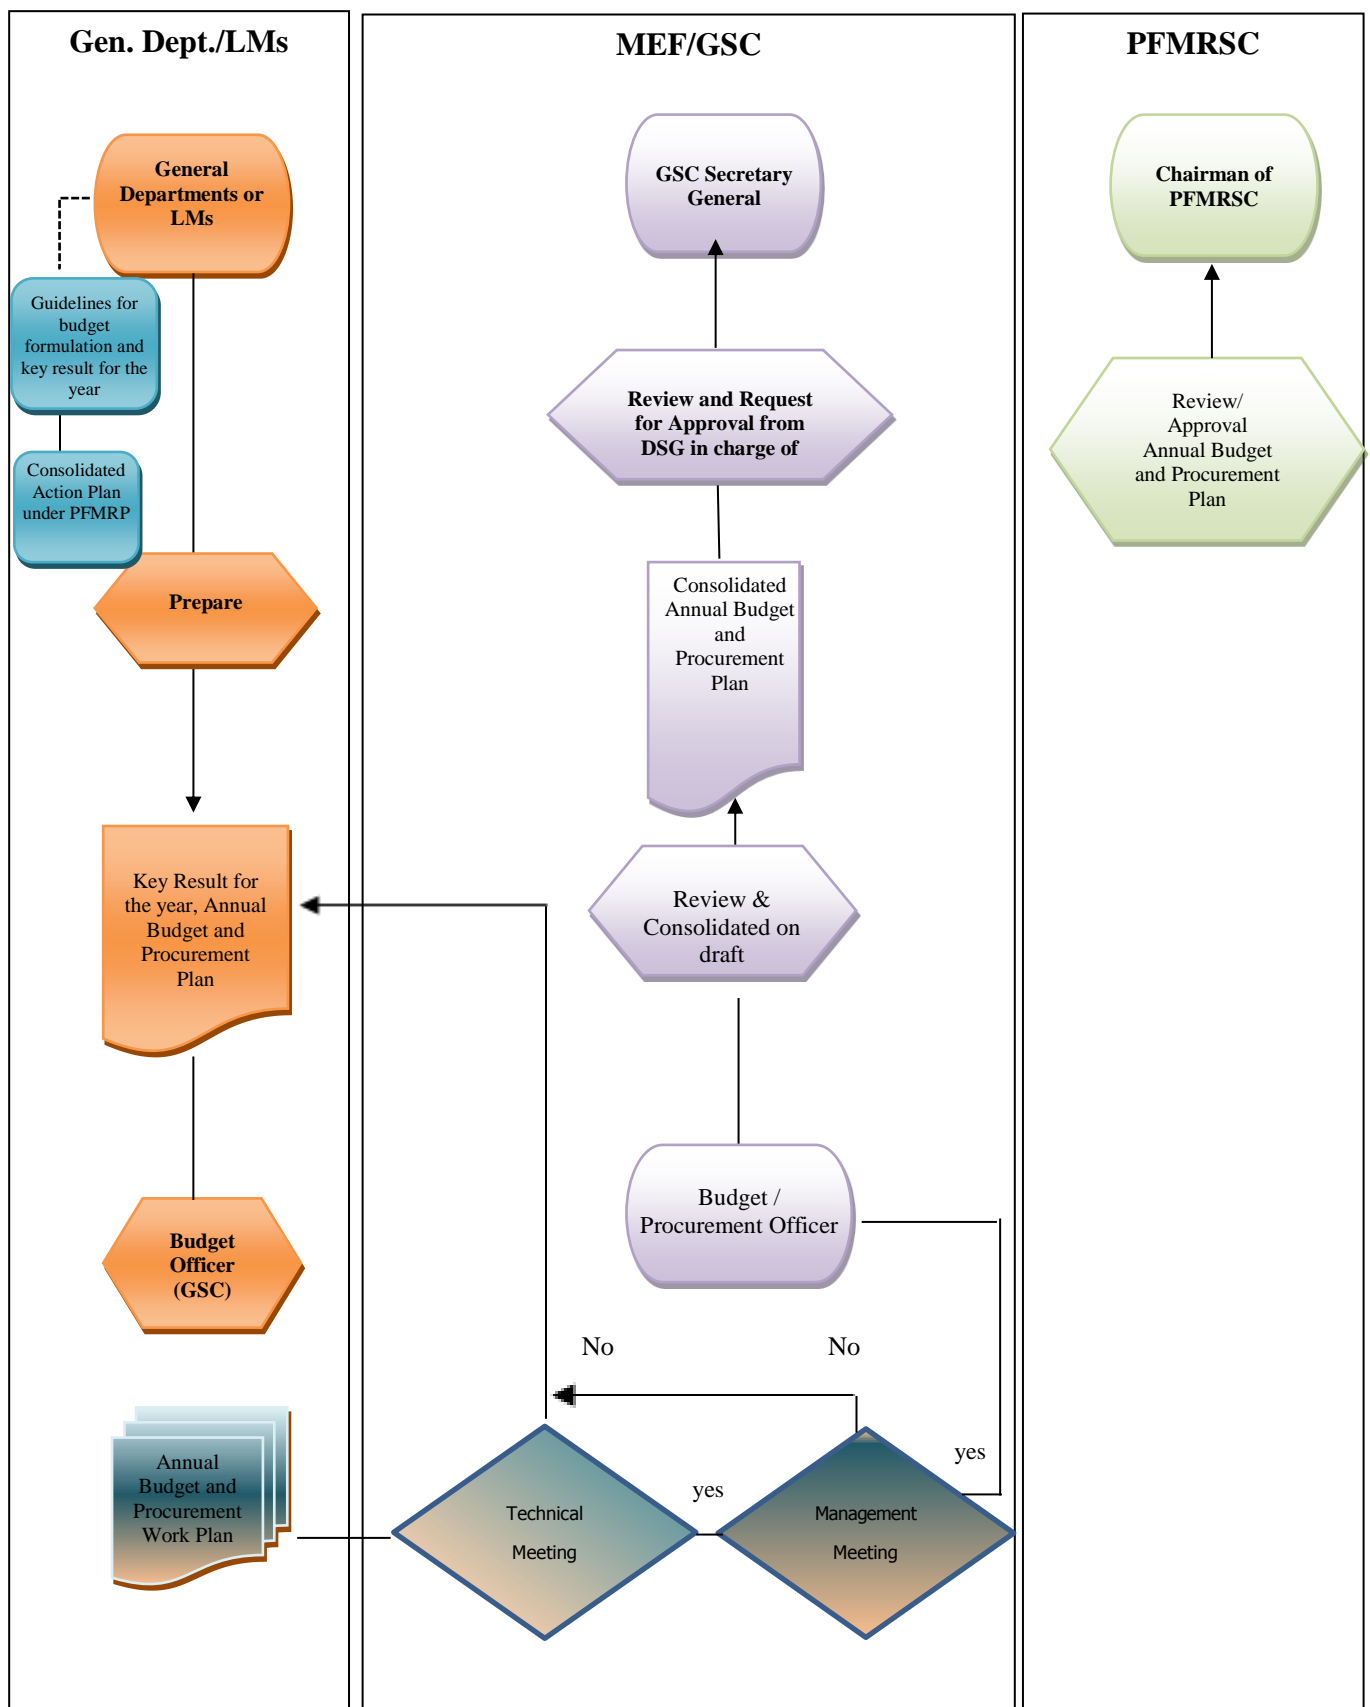 Gen. Dept./LMs
General
Departments or
LMs
Guidelines for
budget
formulation and
key result for the
year
Consolidated
Action Plan
under PFMRP
Prepare
Key Result for
the year, Annual
Budget and
Procurement
Plan
Budget
Officer
(GSC)
Annual
Budget and
Procurement
Work Plan
MEF/GSC
GSC Secretary
General
Review and Request
for Approval from
DSG in charge of
Consolidated
Annual Budget
and
Procurement
Plan
Review &
Consolidated on
draft
Budget /
Procurement Officer
No
No
yes
yes
Technical
Meeting
Management
Meeting
PFMRSC
Chairman of
PFMRSC
Review/
Approval
Annual Budget
and Procurement
Plan